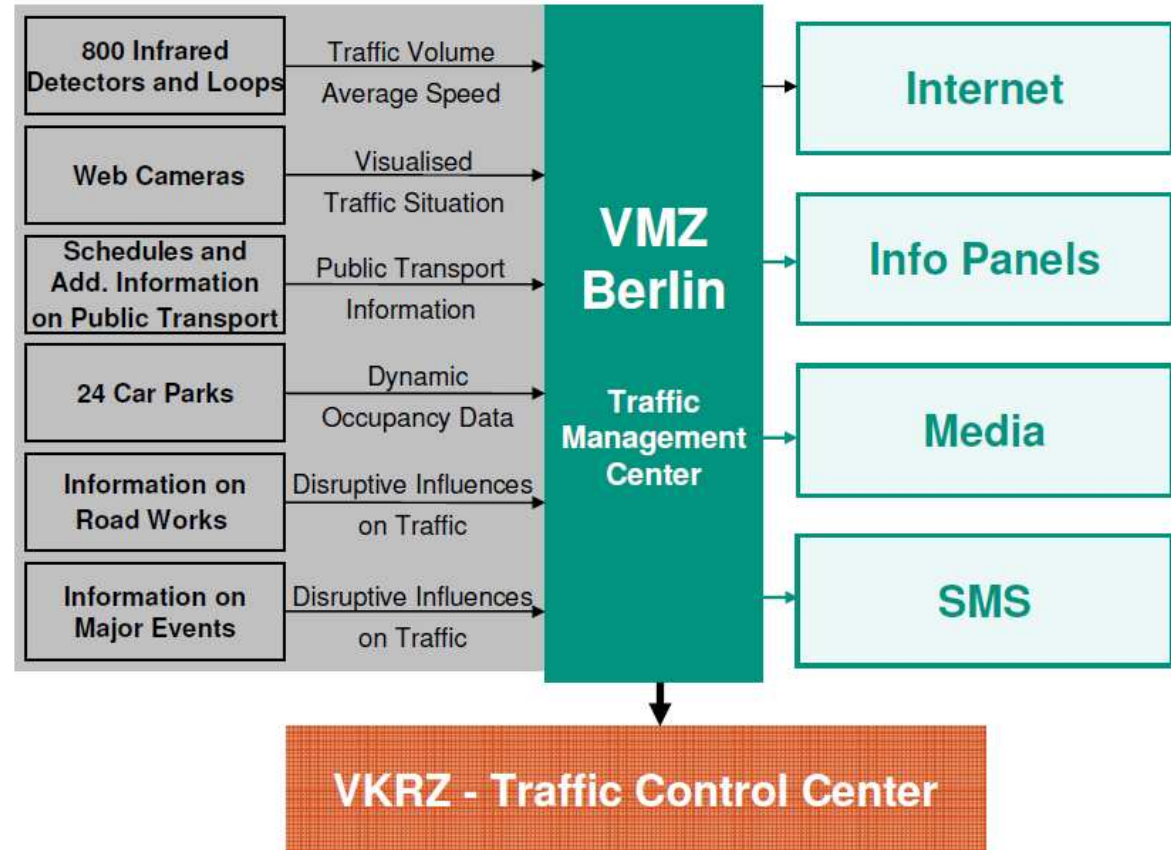 800 Infrared
Detectors and Loops
Traffic Volume
Average Speed
Web Cameras
Visualised
Traffic Situation
Schedules and
Add. Information
on Public Transport
Public Transport
Information
24 Car Parks
Dynamic
Occupancy Data
Information on
Road Works
Disruptive Influences
on Traffic
Information on
Major Events
Disruptive Influences
on Traffic
VMZ
Berlin
Traffic
Management
Center
Internet
Info Panels
Media
SMS
VKRZ - Traffic Control Center